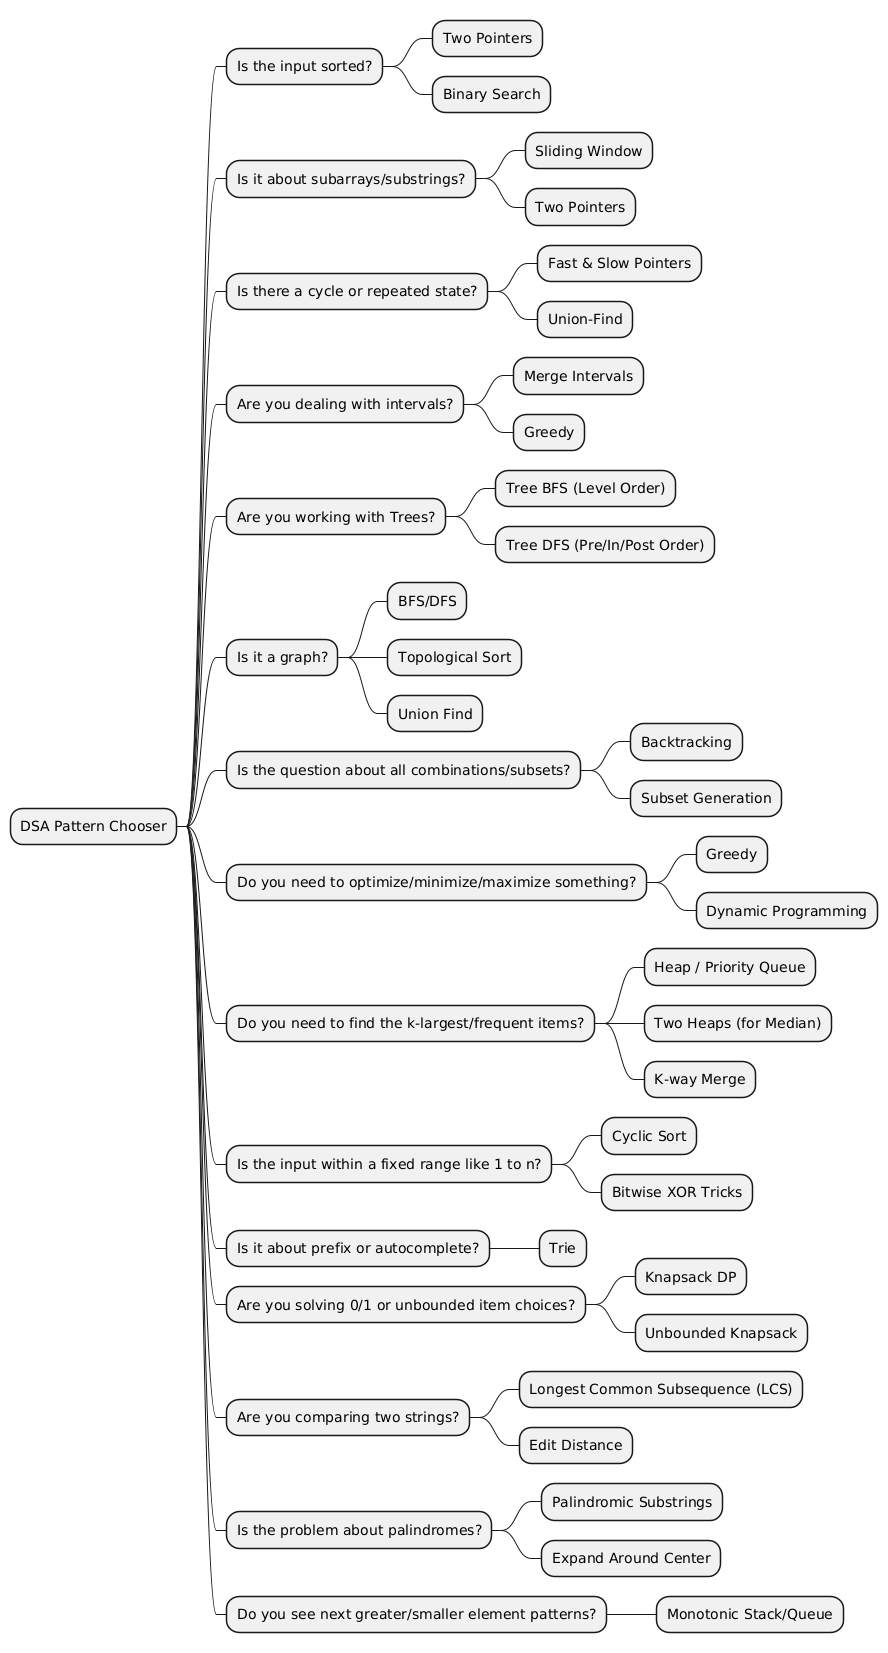 DSA Pattern Chooser
Is the input sorted?
Two Pointers
Binary Search
Is it about subarrays/substrings?
Sliding Window
Two Pointers
Is there a cycle or repeated state?
Fast & Slow Pointers
Union-Find
Are you dealing with intervals?
Merge Intervals
Greedy
Are you working with Trees?
Tree BFS (Level Order)
Tree DFS (Pre/In/Post Order)
Is it a graph?
BFS/DFS
Topological Sort
Union Find
Is the question about all combinations/subsets?
Backtracking
Subset Generation
Do you need to optimize/minimize/maximize something?
Greedy
Dynamic Programming
Do you need to find the k-largest/frequent items?
Heap / Priority Queue
Two Heaps (for Median)
K-way Merge
Is the input within a fixed range like 1 to n?
Cyclic Sort
Bitwise XOR Tricks
Is it about prefix or autocomplete?
Trie
Are you solving 0/1 or unbounded item choices?
Knapsack DP
Unbounded Knapsack
Are you comparing two strings?
Longest Common Subsequence (LCS)
Edit Distance
Is the problem about palindromes?
Palindromic Substrings
Expand Around Center
Do you see next greater/smaller element patterns?
Monotonic Stack/Queue